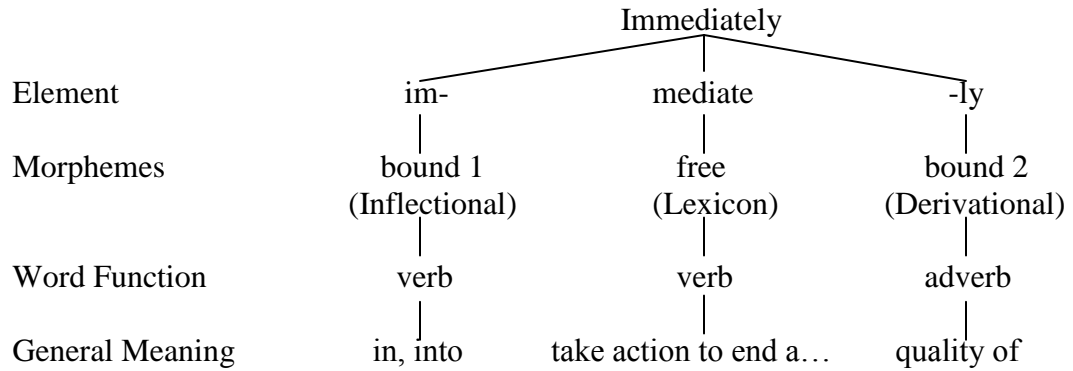 Immediately
Element im- mediate -ly
Morphemes bound 1 free bound 2
(Inflectional) (Lexicon) (Derivational)
Word Function verb verb adverb
General Meaning in, into take action to end a… quality of